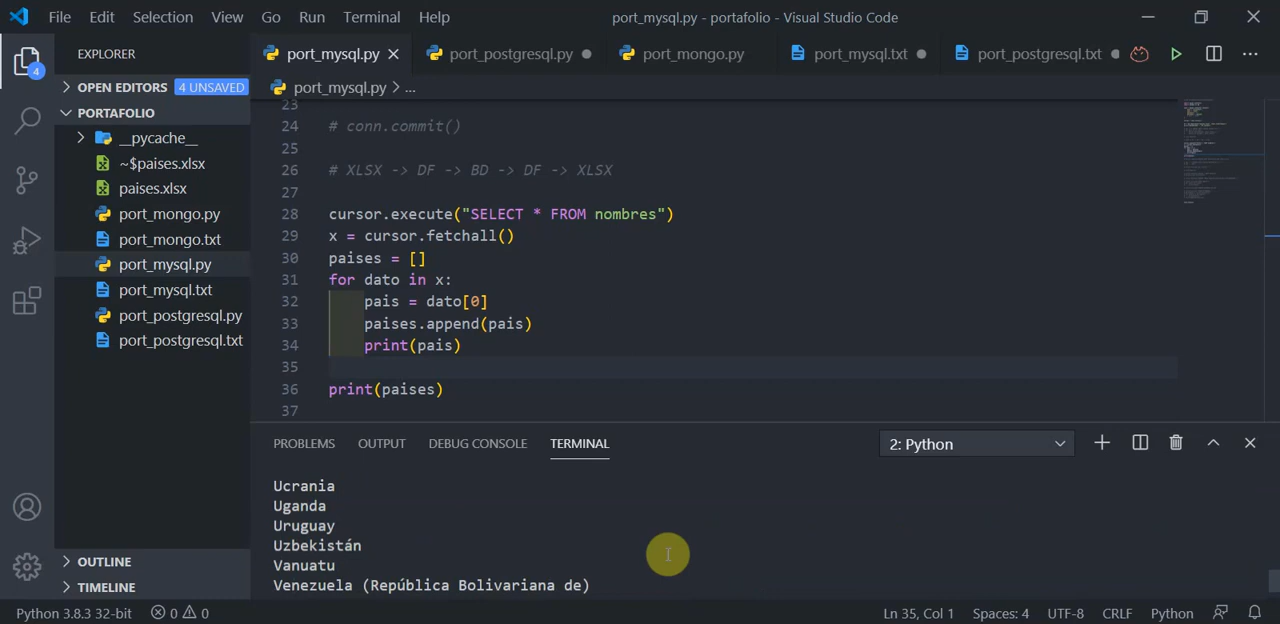 File Edit Selection View Go Run Terminal Help port_mysql.py - portafolio - Visual Studio Code
EXPLORER
port_mysql.py port_postgresql.py port_mongo.py port_mysql.txt port_postgresql.txt
4
OPEN EDITORS 4 UNSAVED
port_mysql.py > ...
PORTAFOLIO
__pycache__
~$paises.xlsx
paises.xlsx
port_mongo.py
port_mongo.txt
port_mysql.py
port_mysql.txt
port_postgresql.py
port_postgresql.txt
OUTLINE
TIMELINE
23
24 # conn.commit()
25
26 # XLSX -> DF -> BD -> DF -> XLSX
27
28 cursor.execute("SELECT * FROM nombres")
29 x = cursor.fetchall()
30 paises = []
31 for dato in x:
32 pais = dato[0]
33 paises.append(pais)
34 print(pais)
35
36 print(paises)
37
PROBLEMS OUTPUT DEBUG CONSOLE TERMINAL 2: Python
Ucrania
Uganda
Uruguay
Uzbekistán
Vanuatu
Venezuela (República Bolivariana de)
Python 3.8.3 32-bit 0 0 Ln 35, Col 1 Spaces: 4 UTF-8 CRLF Python